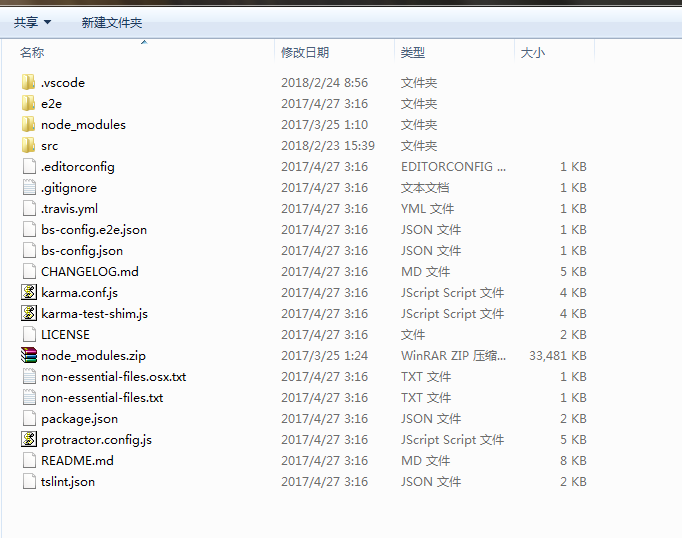 共享 新建文件夹
名称 修改日期 类型 大小
.vscode 2018/2/24 8:56 文件夹
e2e 2017/4/27 3:16 文件夹
node_modules 2017/3/25 1:10 文件夹
src 2018/2/23 15:39 文件夹
.editorconfig 2017/4/27 3:16 EDITORCONFIG ... 1 KB
.gitignore 2017/4/27 3:16 文本文档 1 KB
.travis.yml 2017/4/27 3:16 YML 文件 1 KB
bs-config.e2e.json 2017/4/27 3:16 JSON 文件 1 KB
bs-config.json 2017/4/27 3:16 JSON 文件 1 KB
CHANGELOG.md 2017/4/27 3:16 MD 文件 5 KB
karma.conf.js 2017/4/27 3:16 JScript Script 文件 4 KB
karma-test-shim.js 2017/4/27 3:16 JScript Script 文件 4 KB
LICENSE 2017/4/27 3:16 文件 2 KB
node_modules.zip 2017/3/25 1:24 WinRAR ZIP 压缩... 33,481 KB
non-essential-files.osx.txt 2017/4/27 3:16 TXT 文件 1 KB
non-essential-files.txt 2017/4/27 3:16 TXT 文件 1 KB
package.json 2017/4/27 3:16 JSON 文件 2 KB
protractor.config.js 2017/4/27 3:16 JScript Script 文件 5 KB
README.md 2017/4/27 3:16 MD 文件 8 KB
tslint.json 2017/4/27 3:16 JSON 文件 2 KB